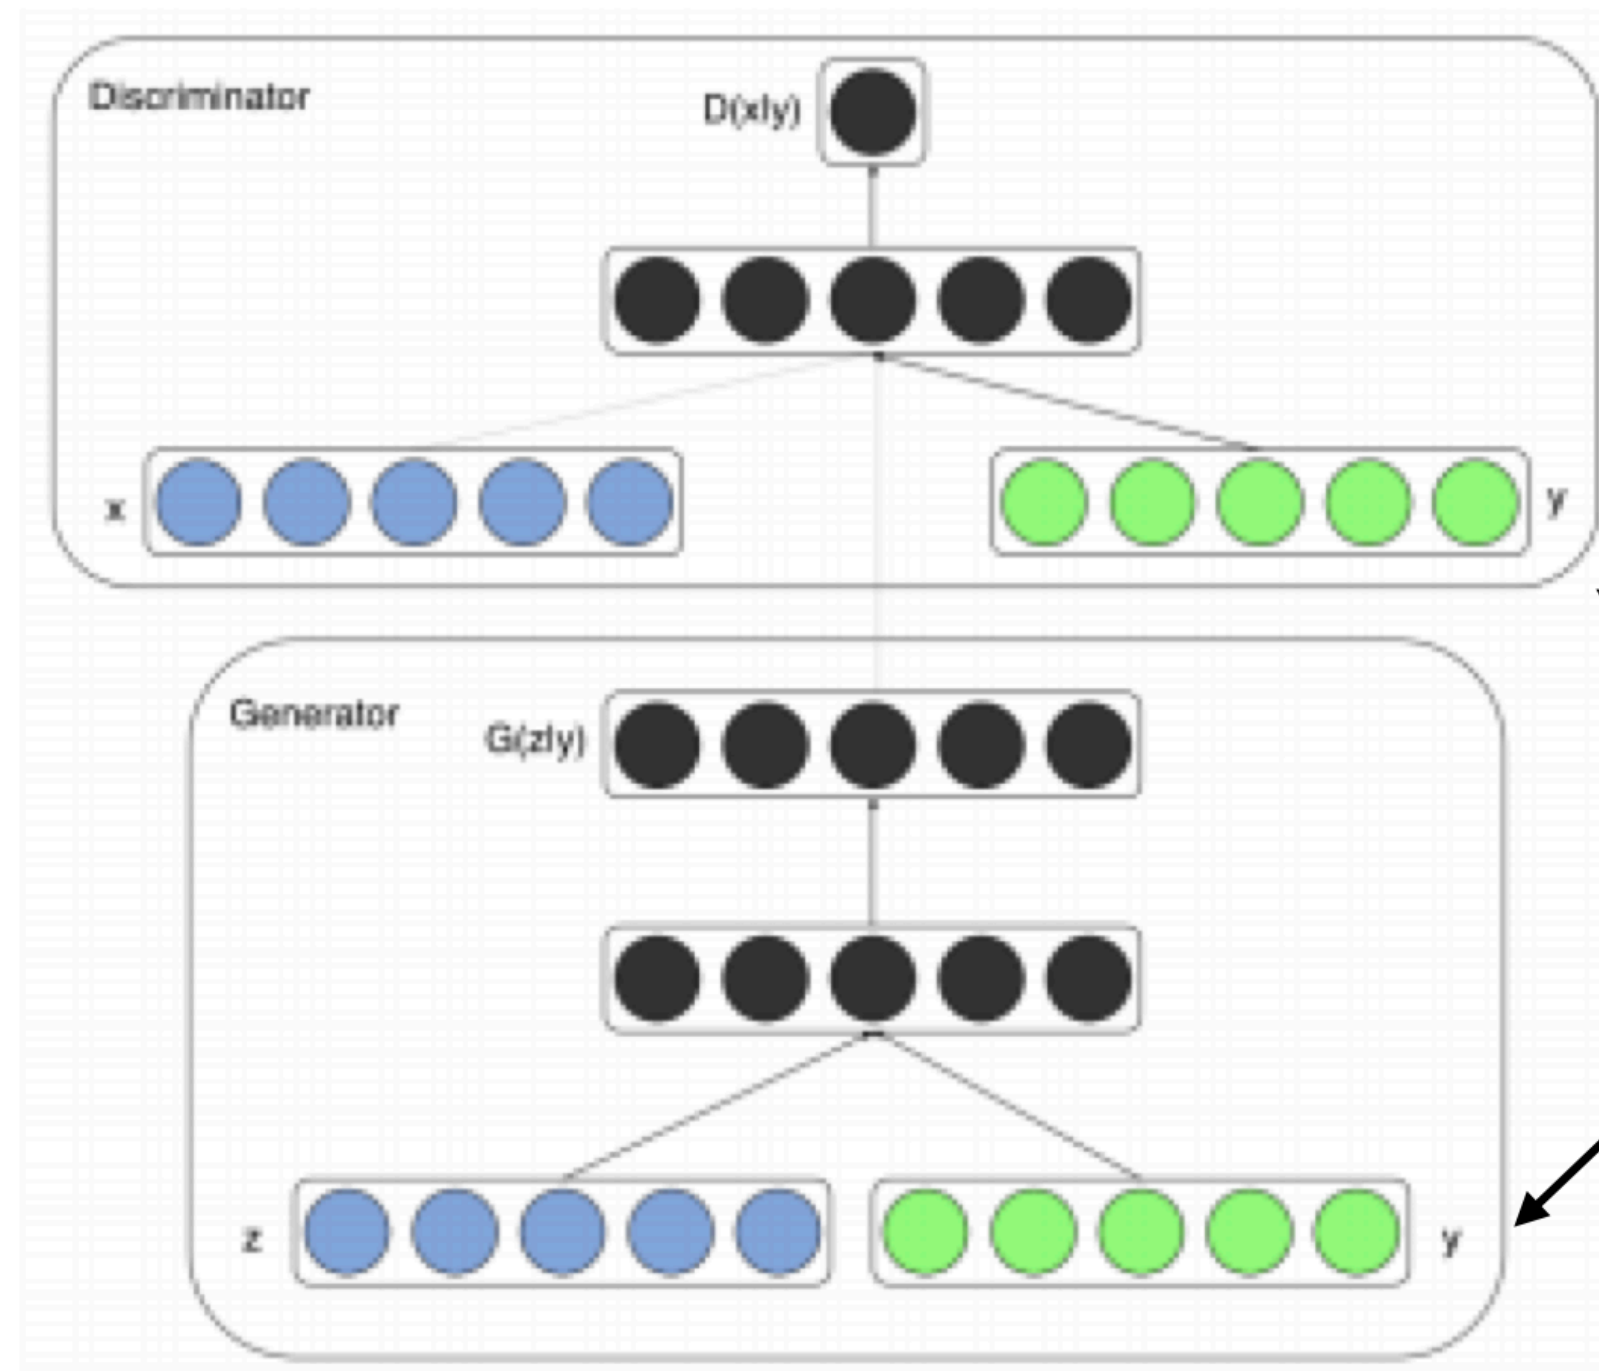 Discriminator
D(x|y)
x
y
Generator
G(z|y)
z
y